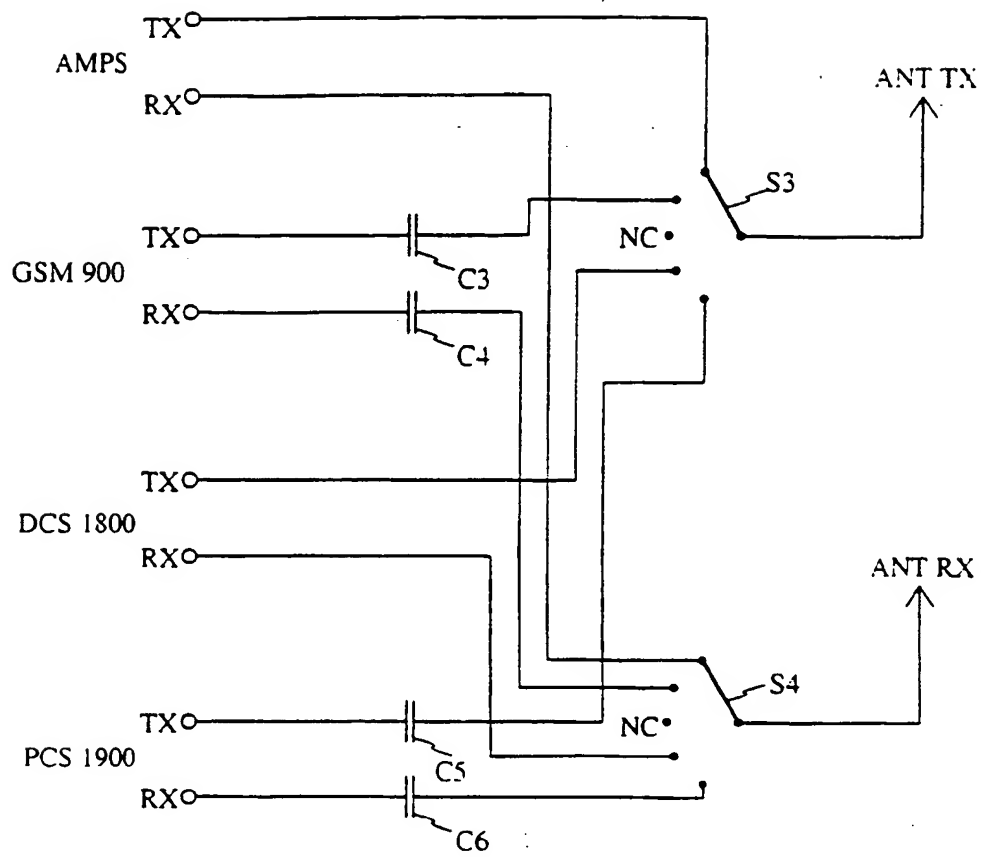 TX
AMPS
RX
ANT TX
S3
TX
NC
GSM 900
C3
RX
C4
TX
DCS 1800
RX
ANT RX
S4
TX
NC
PCS 1900
C5
RX
C6